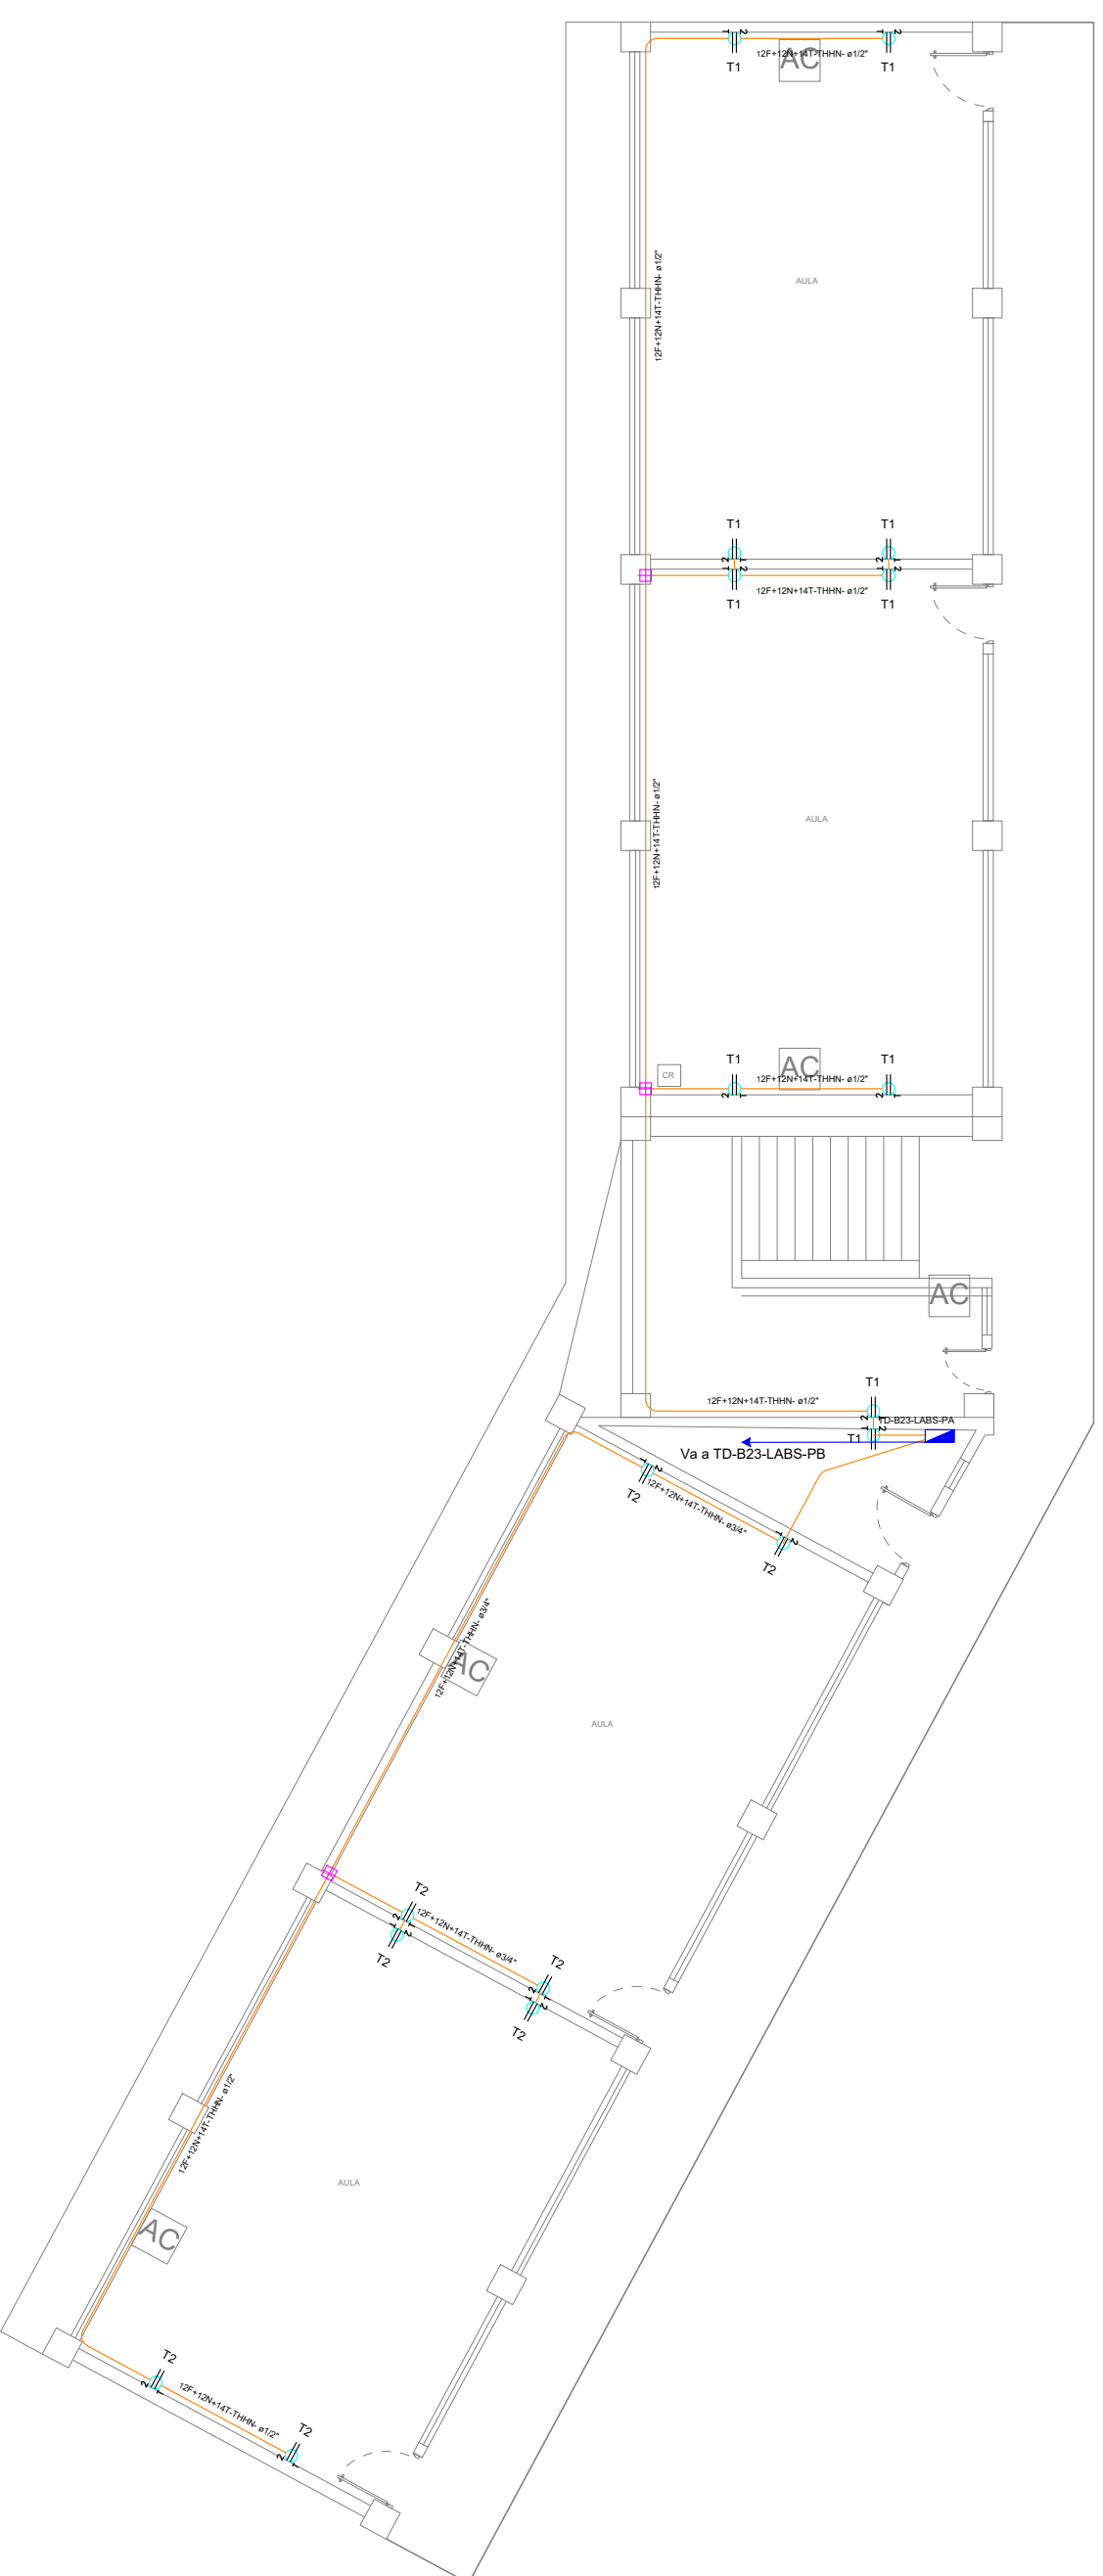 12F+12N+14T-THHN- ø1/2"
AC
T1
T1
12F+12N+14T-THHN- ø1/2"
AULA
T1
T1
12F+12N+14T-THHN- ø1/2"
T1
T1
12F+12N+14T-THHN- ø1/2"
AULA
CR
T1
AC
T1
12F+12N+14T-THHN- ø1/2"
AC
T1
12F+12N+14T-THHN- ø1/2"
TD-B23-LABS-PA
T1
Va a TD-B23-LABS-PB
T2
12F+12N+14T-THHN- ø3/4"
T2
12F+12N+14T-THHN- ø3/4"
AC
AULA
T2
12F+12N+14T-THHN- ø3/4"
T2
T2
T2
12F+12N+14T-THHN- ø1/2"
AULA
AC
T2
12F+12N+14T-THHN- ø1/2"
T2